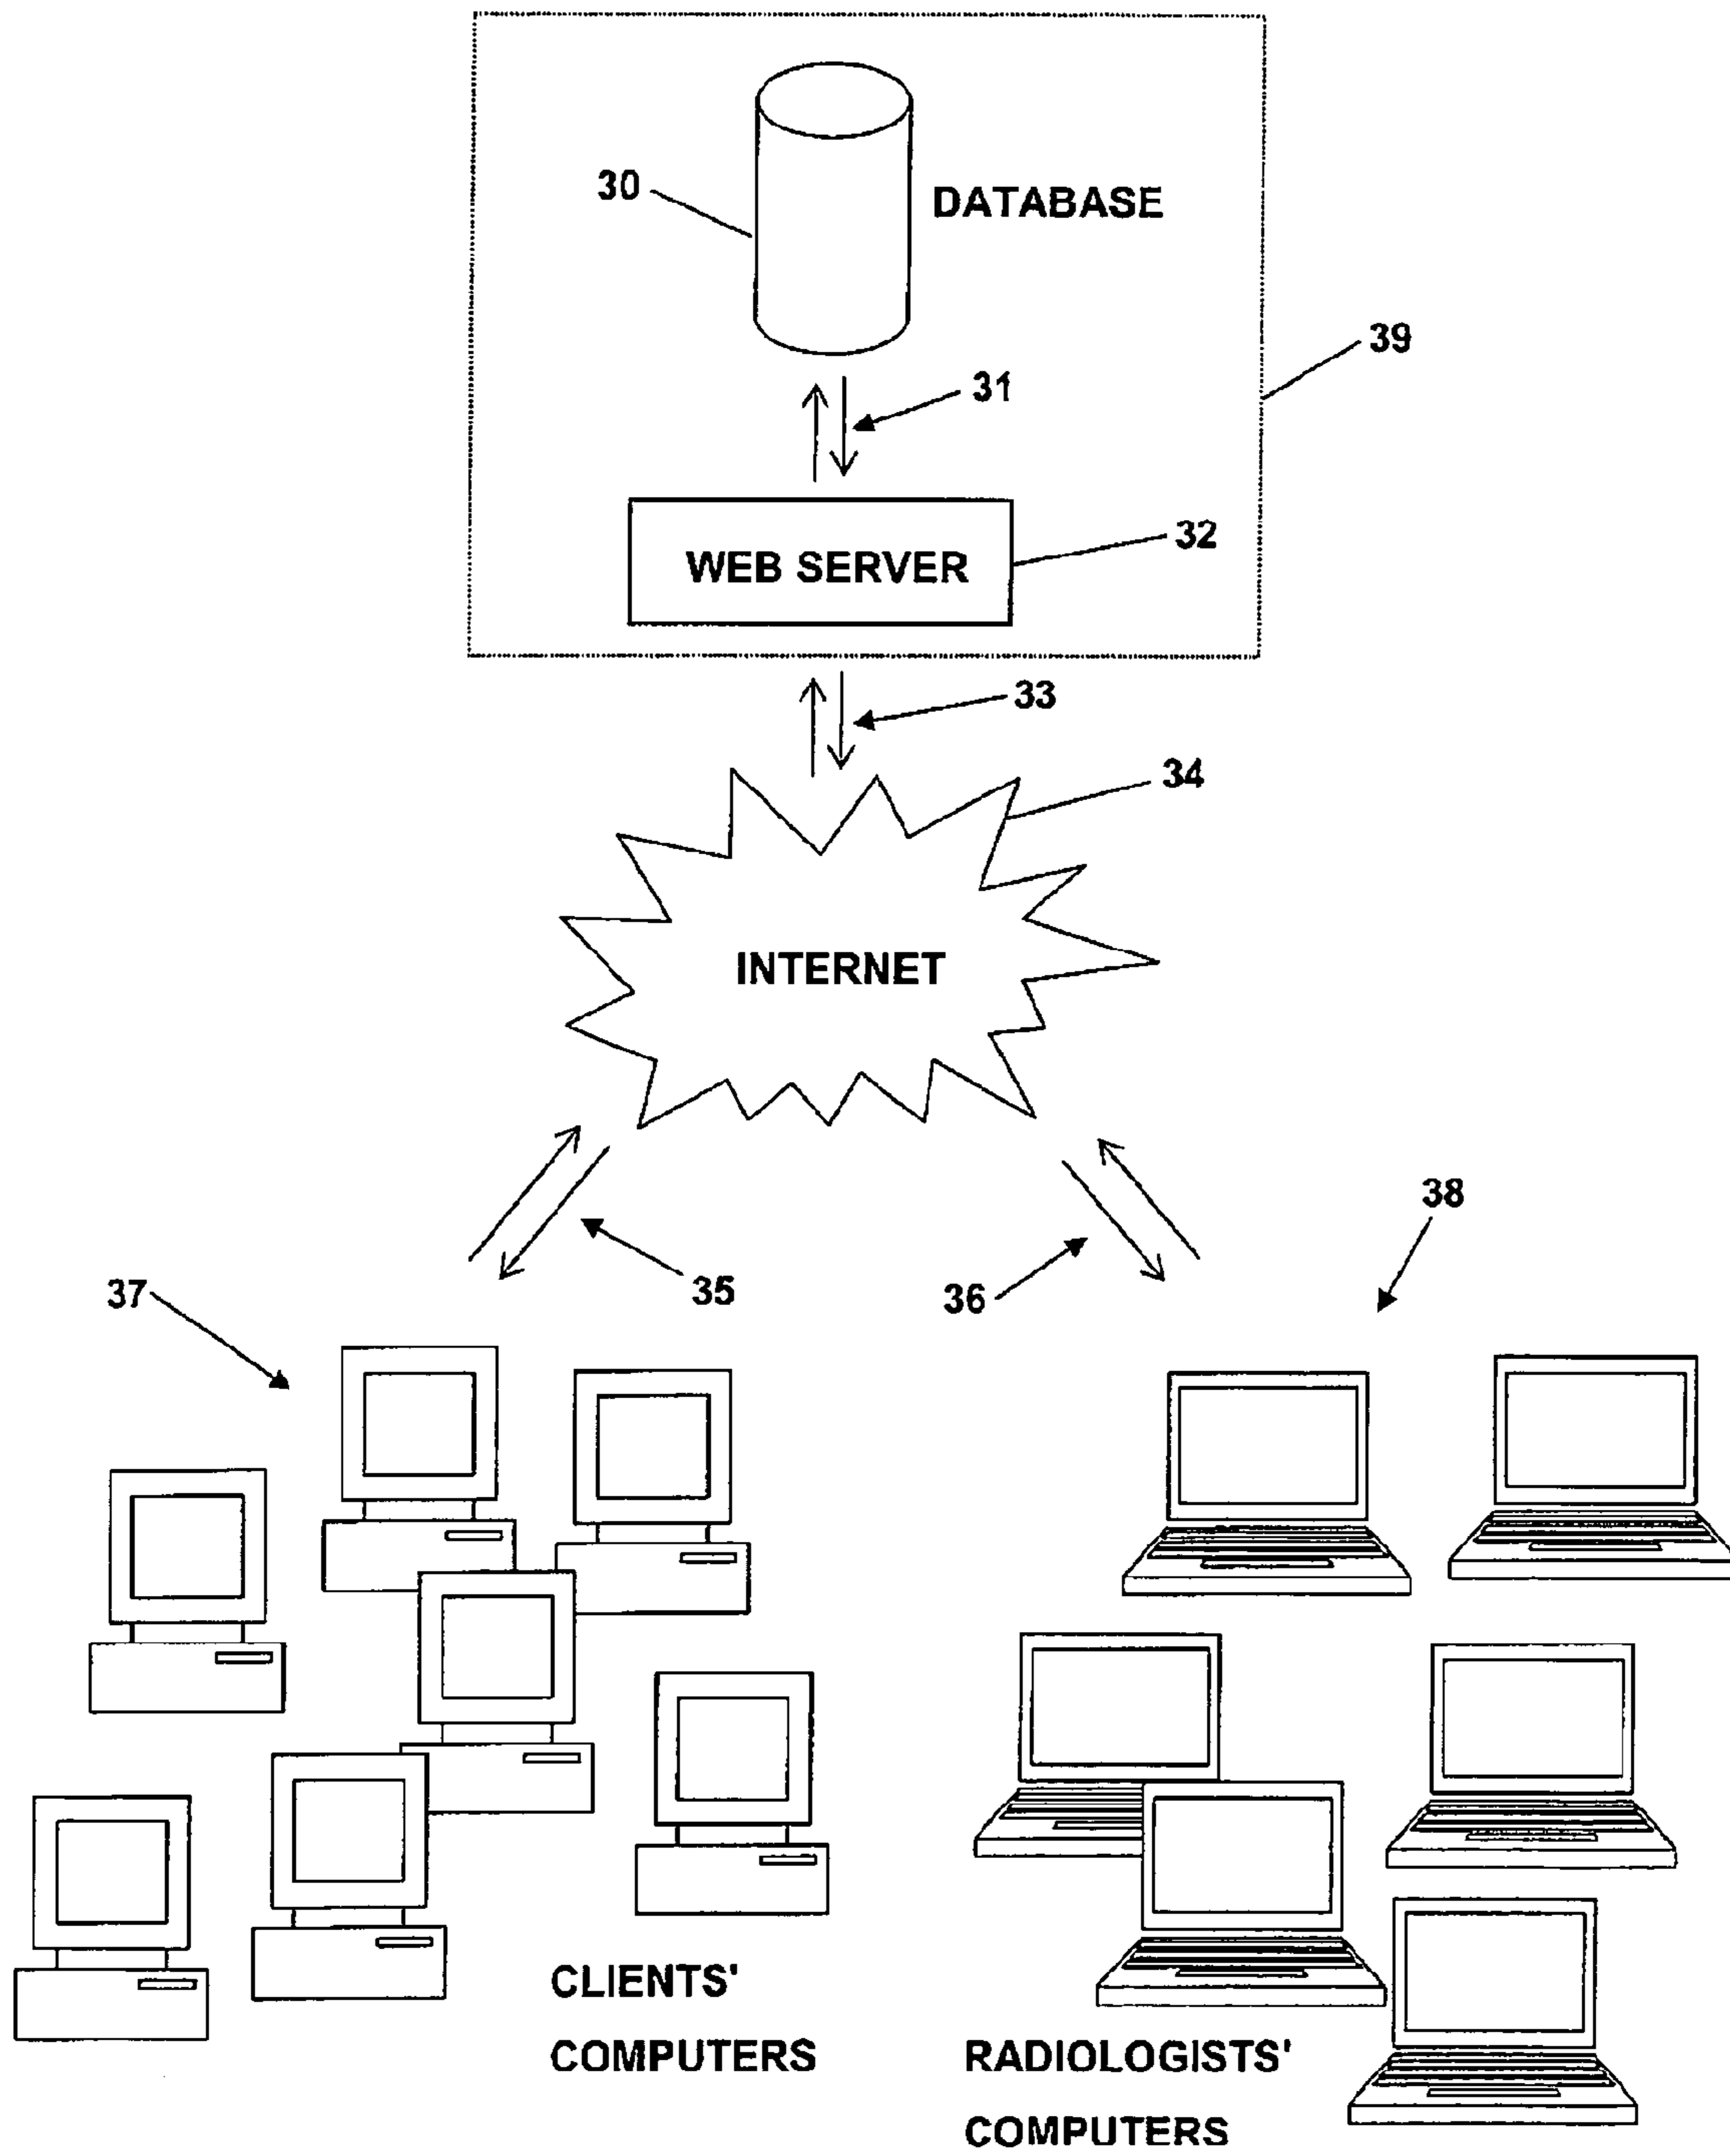 30
DATABASE
39
31
32
WEB SERVER
33
34
INTERNET
38
37
35
36
CLIENTS'
COMPUTERS
RADIOLOGISTS'
COMPUTERS